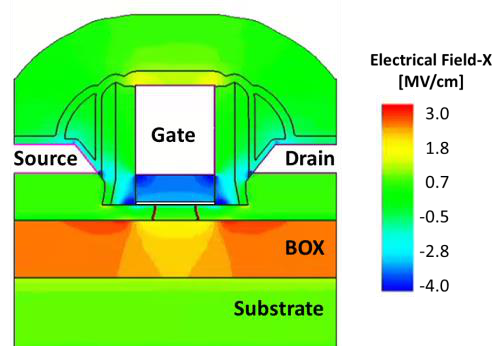 Electrical Field-X
[MV/cm]
Gate
Source
Drain
BOX
Substrate
3.0
1.8
0.7
-0.5
-2.8
-4.0